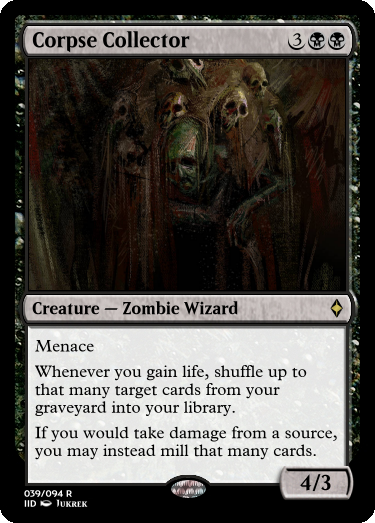 Corpse Collector 3
Creature — Zombie Wizard
Menace
Whenever you gain life, shuffle up to
that many target cards from your
graveyard into your library.
If you would take damage from a source,
you may instead mill that many cards.
4/3
039/094 R
IID JUKREK